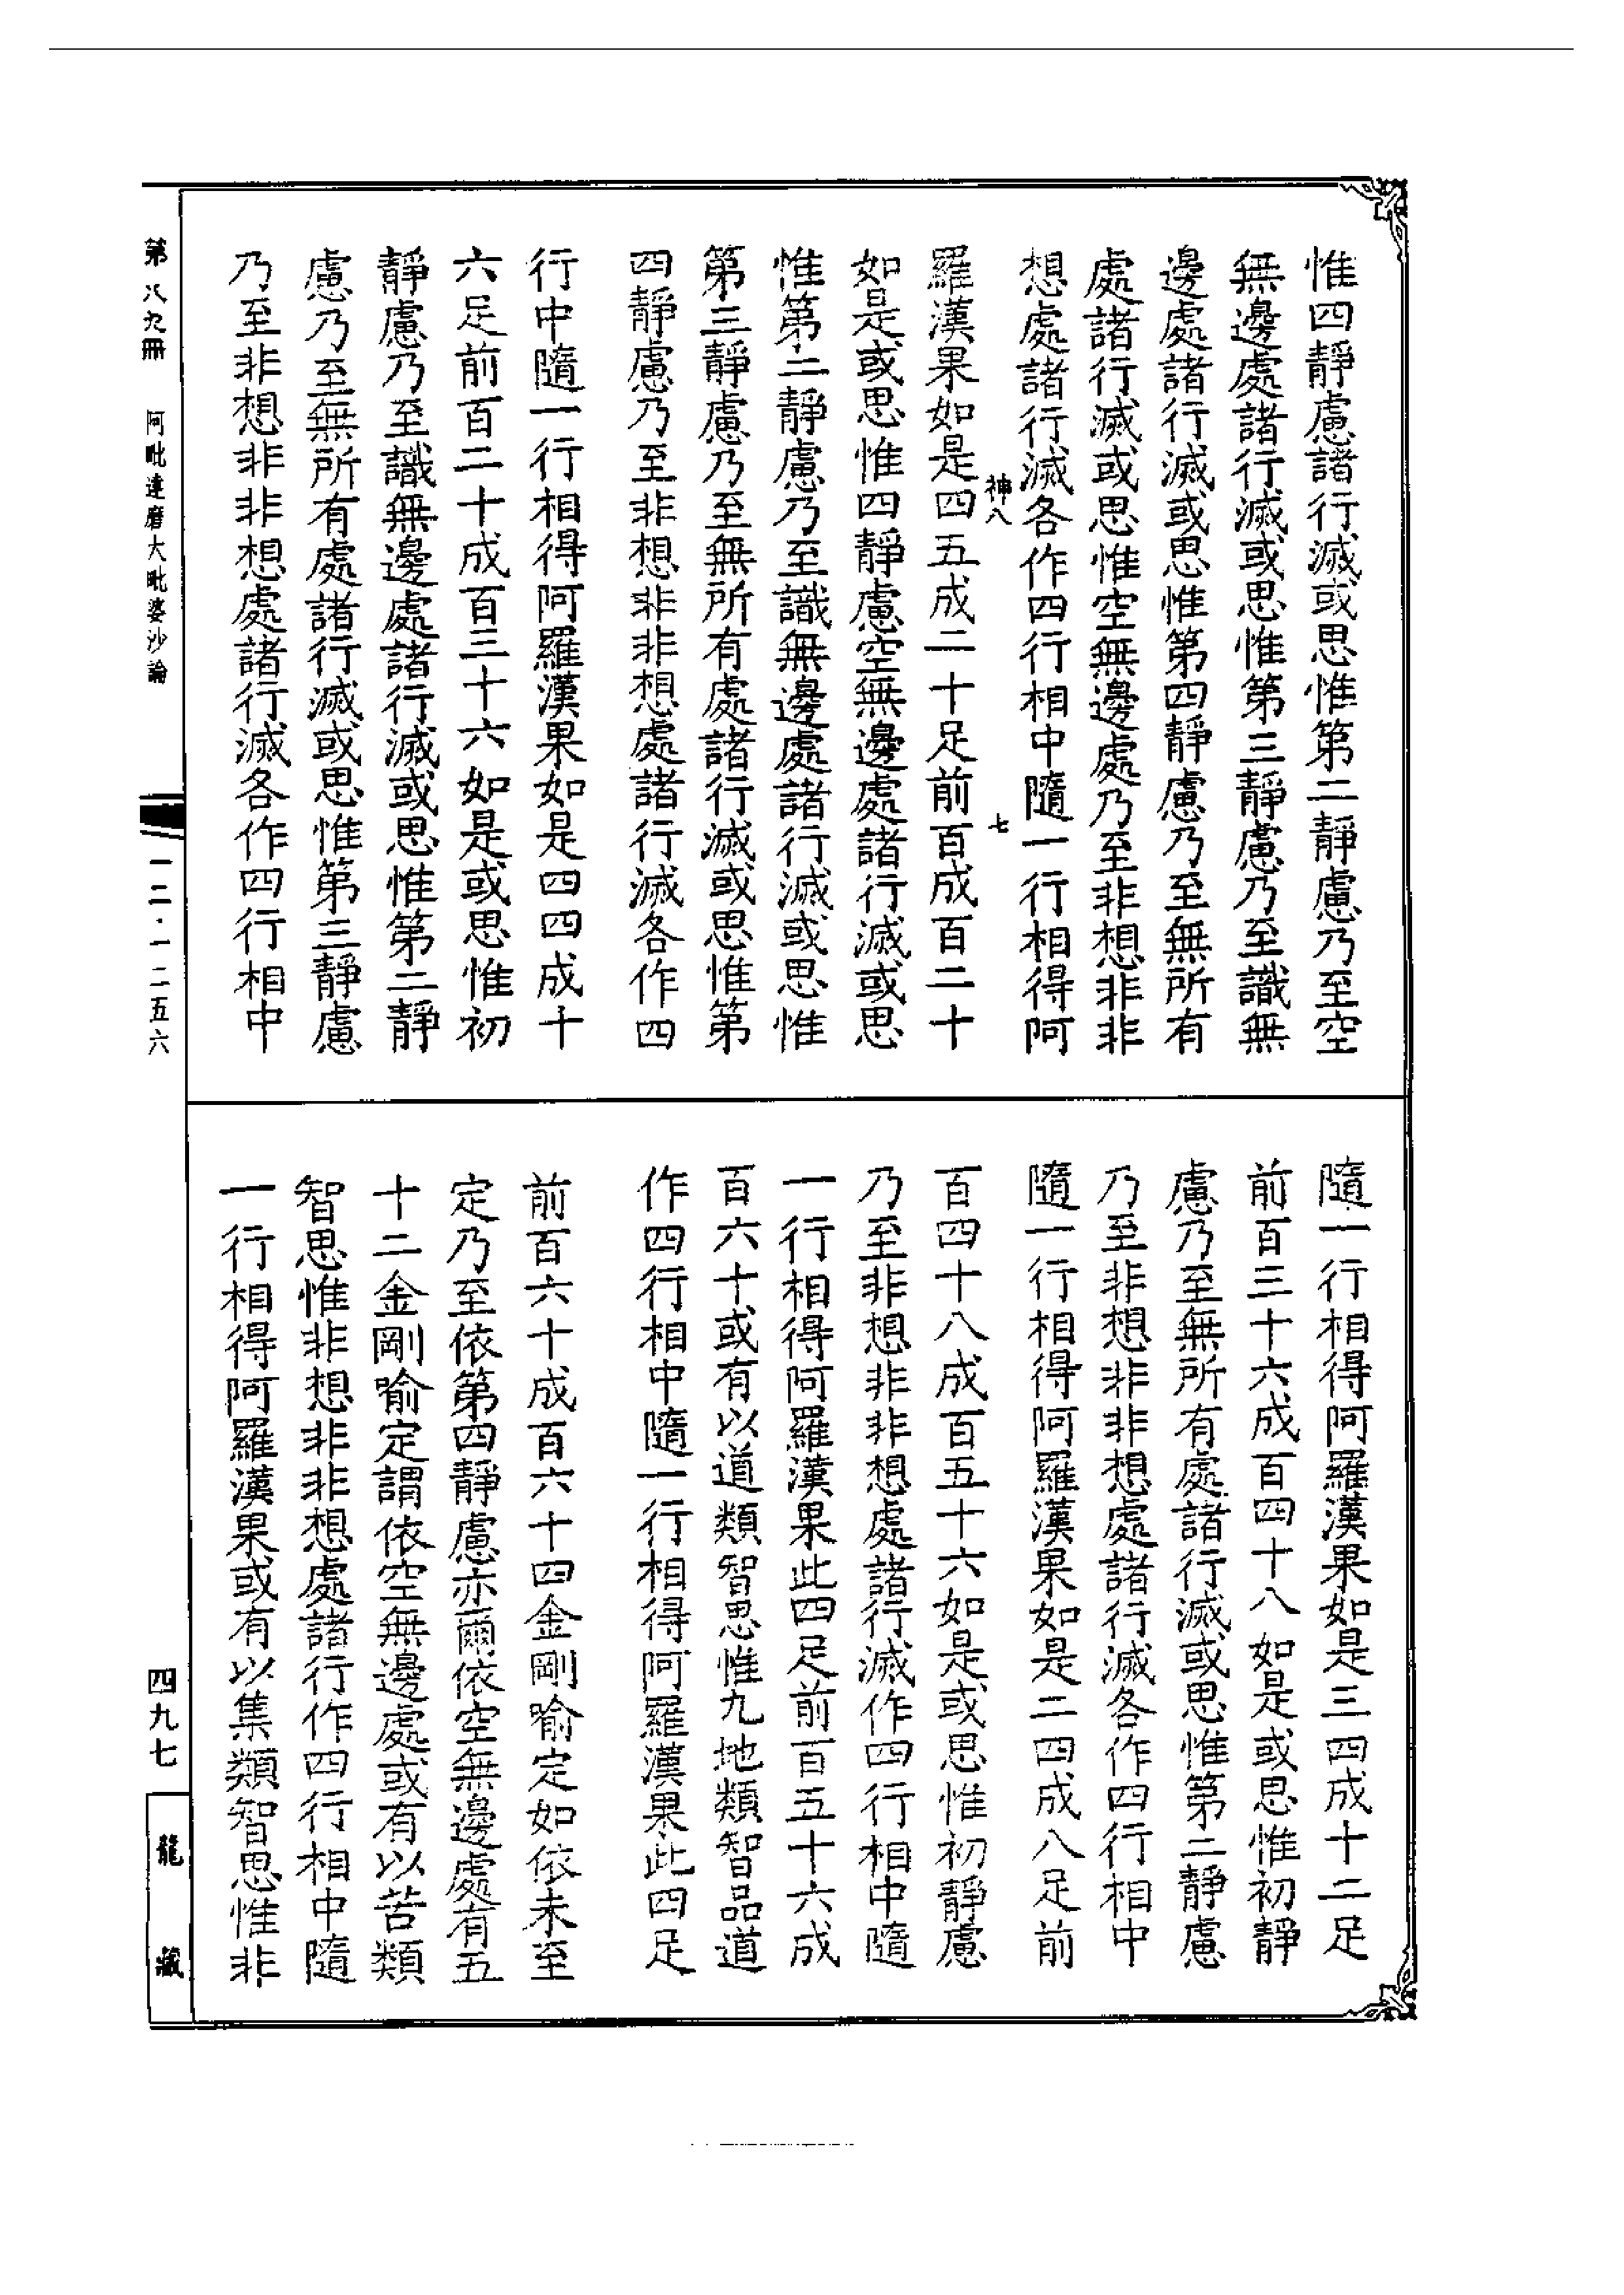 惟四靜慮諸行滅或思惟第二靜慮乃至空
無邊處諸行滅或思惟第三靜慮乃至識無
邊處諸行滅或思惟第四靜慮乃至無所有
處諸行滅或思惟空無邊處乃至非想非非
想處諸行滅各作四行相中隨一行相得阿
神八 七
羅漢果如是四五成二十足前百成百二十
如是或思惟四靜慮空無邊處諸行滅或思
惟第二靜慮乃至識無邊處諸行滅或思惟
第三靜慮乃至無所有處諸行滅或思惟第
四靜慮乃至非想非非想處諸行滅各作四
行中隨一行相得阿羅漢果如是四四成十
六足前百二十成百三十六如是或思惟初
靜慮乃至識無邊處諸行滅或思惟第二靜
慮乃至無所有處諸行滅或思惟第三靜慮
乃至非想非非想處諸行滅各作四行相中
隨一行相得阿羅漢果如是三四成十二足
前百三十六成百四十八如是或思惟初靜
慮乃至無所有處諸行滅或思惟第二靜慮
乃至非想非非想處諸行滅各作四行相中
隨一行相得阿羅漢果如是二四成八足前
百四十八成百五十六如是或思惟初靜慮
乃至非想非非想處諸行滅作四行相中隨
一行相得阿羅漢果此四足前百五十六成
百六十或有以道類智思惟九地類智品道
作四行相中隨一行相得阿羅漢果此四足
前百六十成百六十四金剛喻定如依未至
定乃至依第四靜慮亦爾依空無邊處有五
十二金剛喻定謂依空無邊處或有以苦類
智思惟非想非非想處諸行作四行相中隨
一行相得阿羅漢果或有以集類智思惟非
第八九冊 阿毗達磨大毗婆沙論
一二·一二五六
四九七
龍藏